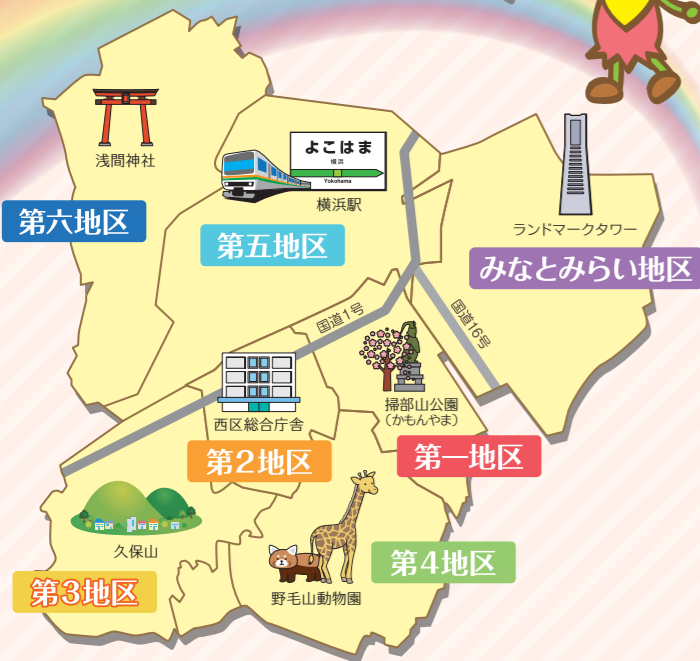 浅間神社
よこはま
横浜
Yokohama
横浜駅
第六地区
第五地区
ランドマークタワー
みなとみらい地区
国道1号
国道16号
掃部山公園
（かもんやま）
西区総合庁舎
第2地区
第一地区
久保山
第3地区
野毛山動物園
第4地区